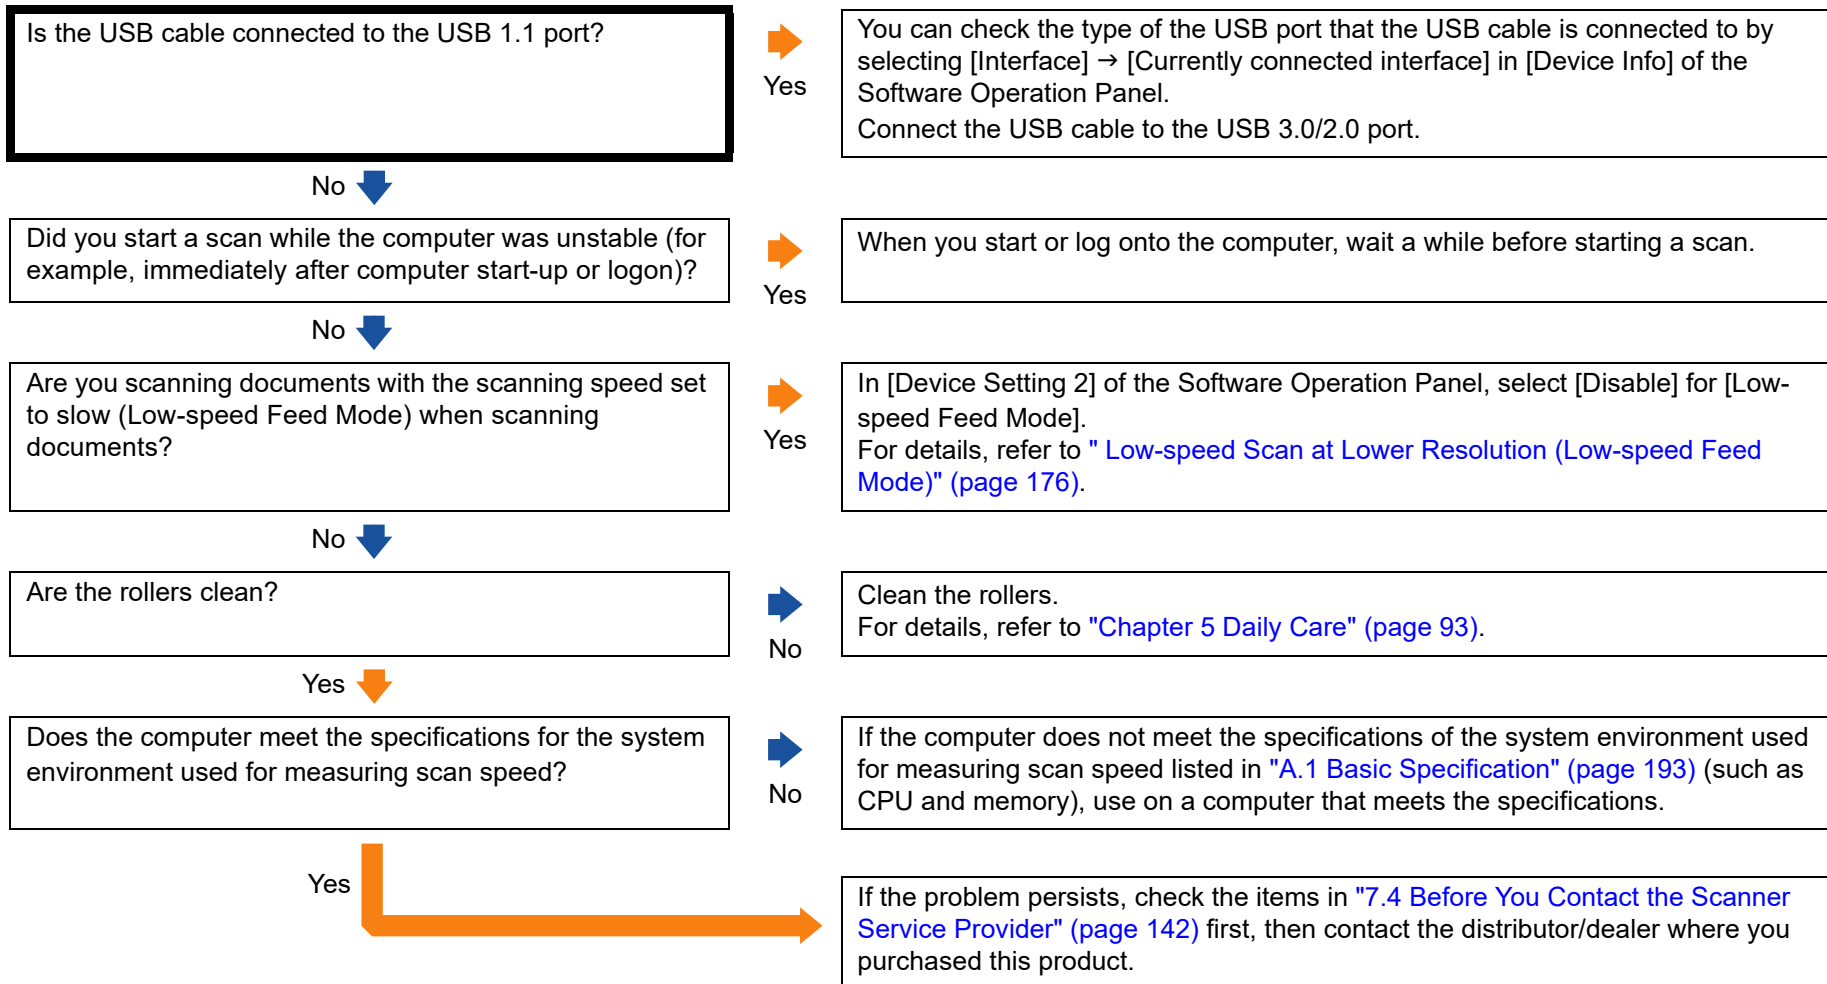 Is the USB cable connected to the USB 1.1 port?
Yes
You can check the type of the USB port that the USB cable is connected to by
selecting [Interface] → [Currently connected interface] in [Device Info] of the
Software Operation Panel.
Connect the USB cable to the USB 3.0/2.0 port.
No
Did you start a scan while the computer was unstable (for
example, immediately after computer start-up or logon)?
Yes
When you start or log onto the computer, wait a while before starting a scan.
No
Are you scanning documents with the scanning speed set
to slow (Low-speed Feed Mode) when scanning
documents?
Yes
In [Device Setting 2] of the Software Operation Panel, select [Disable] for [Low-
speed Feed Mode].
For details, refer to " Low-speed Scan at Lower Resolution (Low-speed Feed
Mode)" (page 176).
No
Are the rollers clean?
No
Clean the rollers.
For details, refer to "Chapter 5 Daily Care" (page 93).
Yes
Does the computer meet the specifications for the system
environment used for measuring scan speed?
No
If the computer does not meet the specifications of the system environment used
for measuring scan speed listed in "A.1 Basic Specification" (page 193) (such as
CPU and memory), use on a computer that meets the specifications.
Yes
If the problem persists, check the items in "7.4 Before You Contact the Scanner
Service Provider" (page 142) first, then contact the distributor/dealer where you
purchased this product.